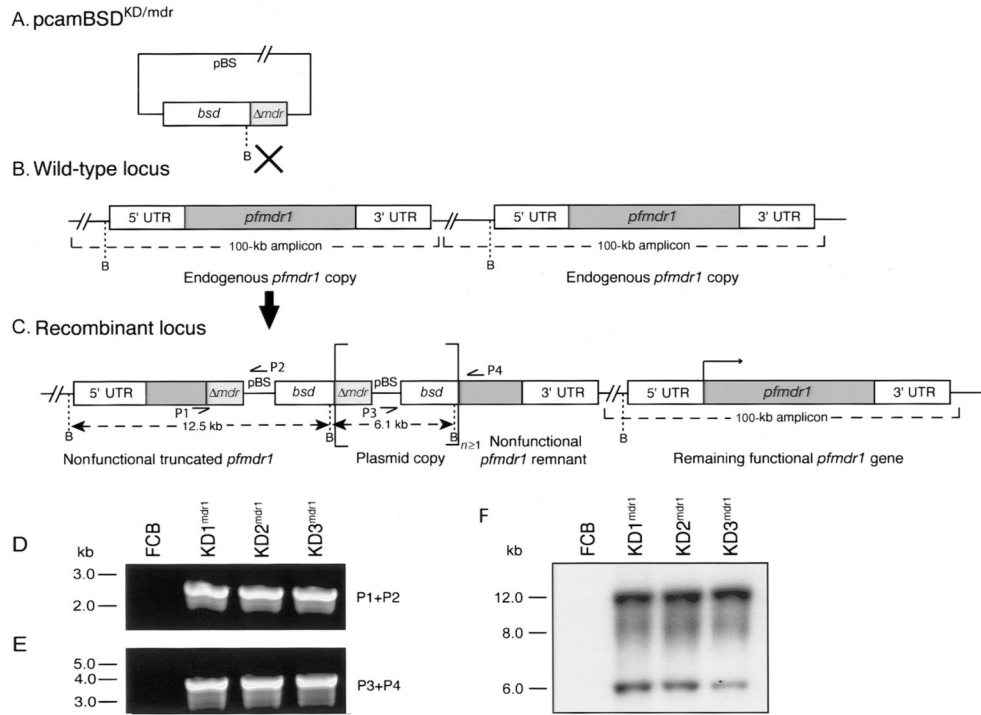 A. pcamBSD^KD/mdr
pBS
bsd Δmdr
B
B. Wild-type locus
5' UTR pfmdr1 3' UTR 5' UTR pfmdr1 3' UTR
100-kb amplicon 100-kb amplicon
B B
Endogenous pfmdr1 copy Endogenous pfmdr1 copy
C. Recombinant locus
P2 P4
pBS pBS
5' UTR Δmdr bsd Δmdr bsd 3' UTR 5' UTR pfmdr1 3' UTR
P1 P3
100-kb amplicon
12.5 kb 6.1 kb
B B B n≥1 B
Nonfunctional truncated pfmdr1 Plasmid copy Nonfunctional pfmdr1 remnant Remaining functional pfmdr1 gene
D
kb
FCB KD1^mdr1 KD2^mdr1 KD3^mdr1
3.0
2.0
P1+P2
E
5.0
4.0
3.0
P3+P4
F
kb
FCB KD1^mdr1 KD2^mdr1 KD3^mdr1
12.0
8.0
6.0